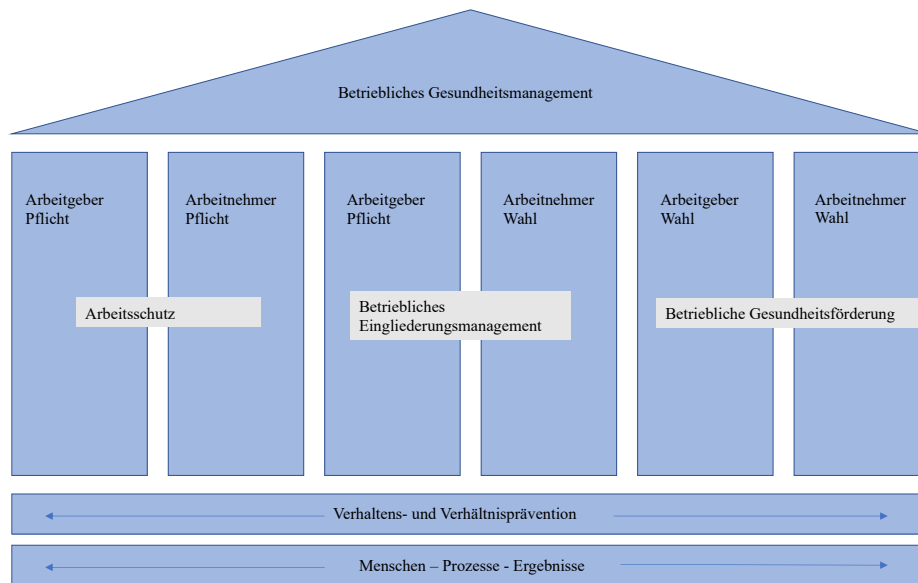 Betriebliches Gesundheitsmanagement
Arbeitgeber
Pflicht
Arbeitnehmer
Pflicht
Arbeitgeber
Pflicht
Arbeitnehmer
Wahl
Arbeitgeber
Wahl
Arbeitnehmer
Wahl
Arbeitsschutz
Betriebliches
Eingliederungsmanagement
Betriebliche Gesundheitsförderung
Verhaltens- und Verhältnisprävention
Menschen – Prozesse - Ergebnisse